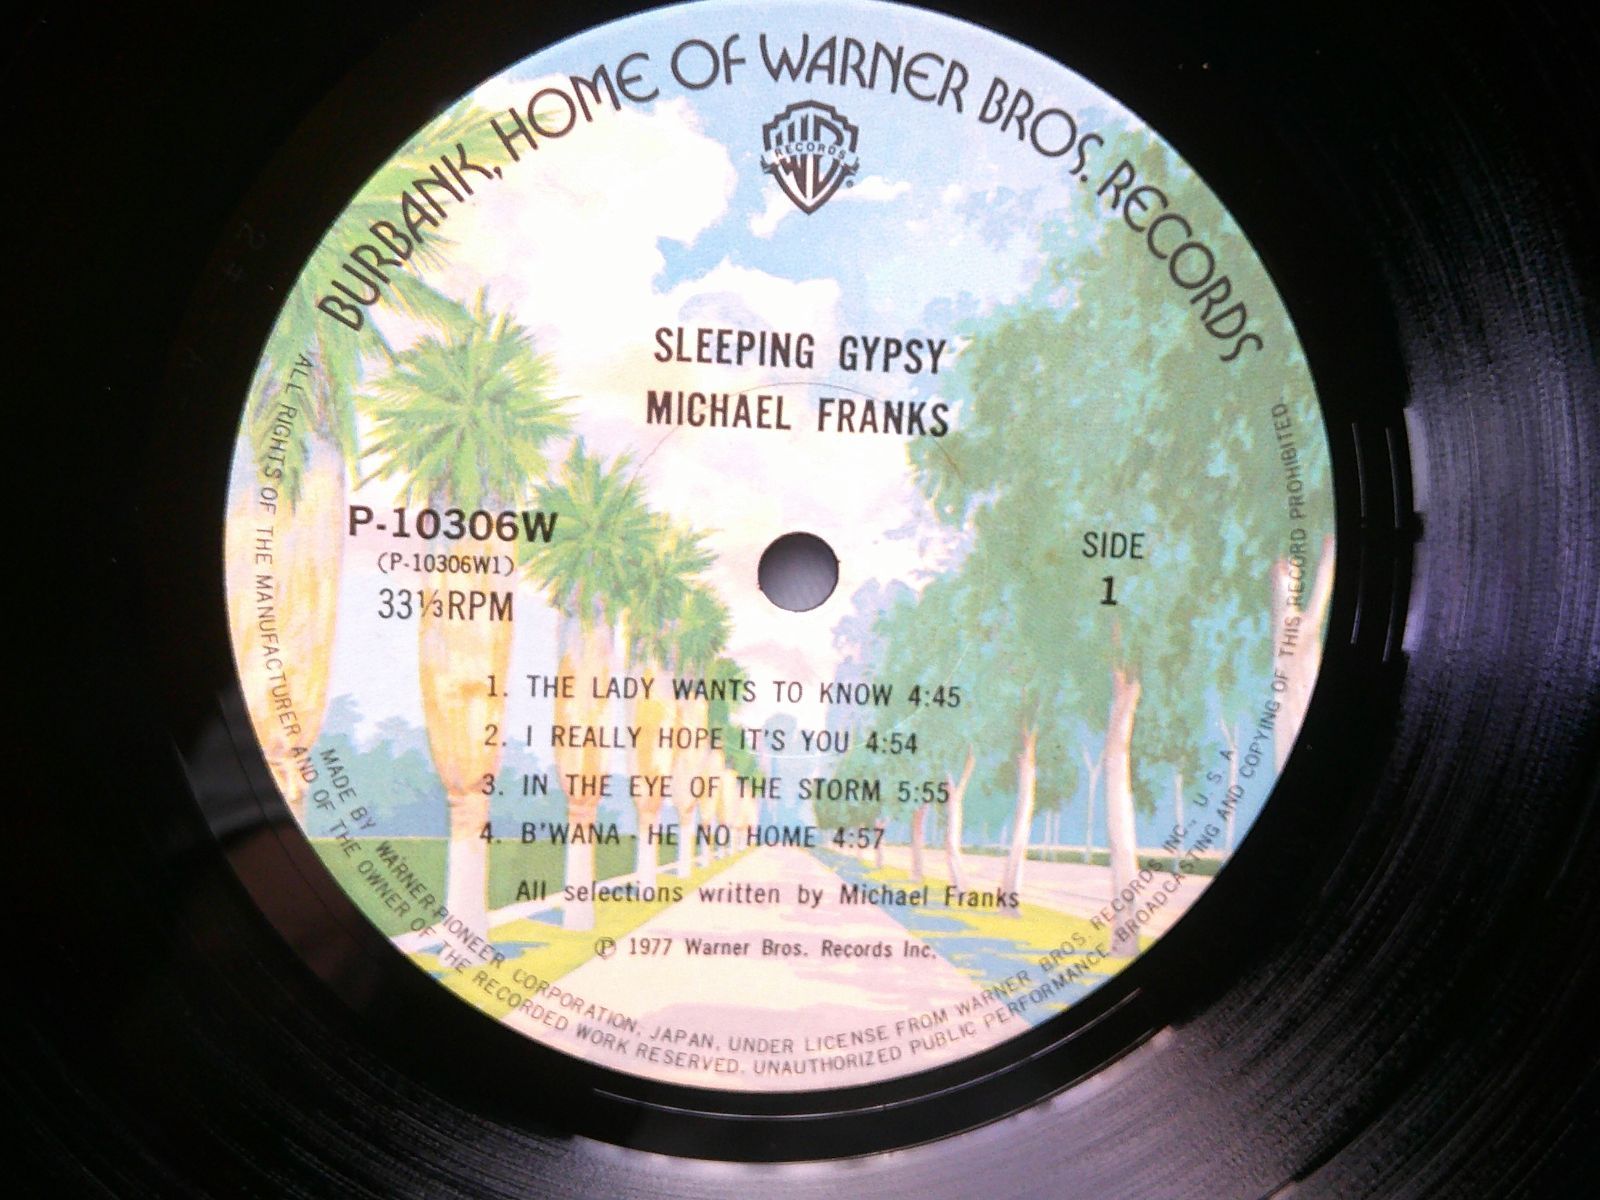 BURBANK, HOME OF WARNER BROS. RECORDS
WB
RECORDS
®
SLEEPING GYPSY
MICHAEL FRANKS
P-10306W
(P-10306W1)
33⅓RPM
SIDE
1
1. THE LADY WANTS TO KNOW 4:45
2. I REALLY HOPE IT'S YOU 4:54
3. IN THE EYE OF THE STORM 5:55
4. B'WANA - HE NO HOME 4:57
All selections written by Michael Franks
℗ 1977 Warner Bros. Records Inc.
MADE BY WARNER-PIONEER CORPORATION, JAPAN, UNDER LICENSE FROM WARNER BROS. RECORDS INC., U.S.A.
ALL RIGHTS OF THE MANUFACTURER AND OF THE OWNER OF THE RECORDED WORK RESERVED. UNAUTHORIZED PUBLIC PERFORMANCE. BROADCASTING AND COPYING OF THIS RECORD PROHIBITED.